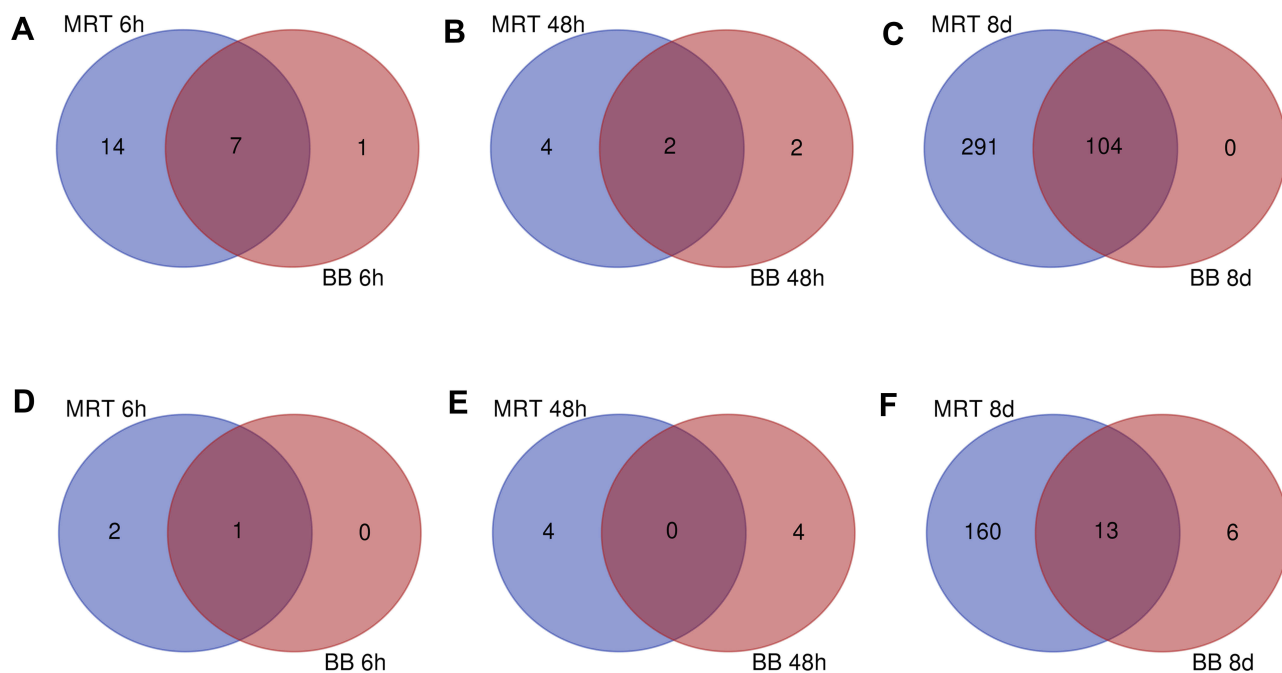 A MRT 6h
14 7 1
BB 6h
B MRT 48h
4 2 2
BB 48h
C MRT 8d
291 104 0
BB 8d
D MRT 6h
2 1 0
BB 6h
E MRT 48h
4 0 4
BB 48h
F MRT 8d
160 13 6
BB 8d